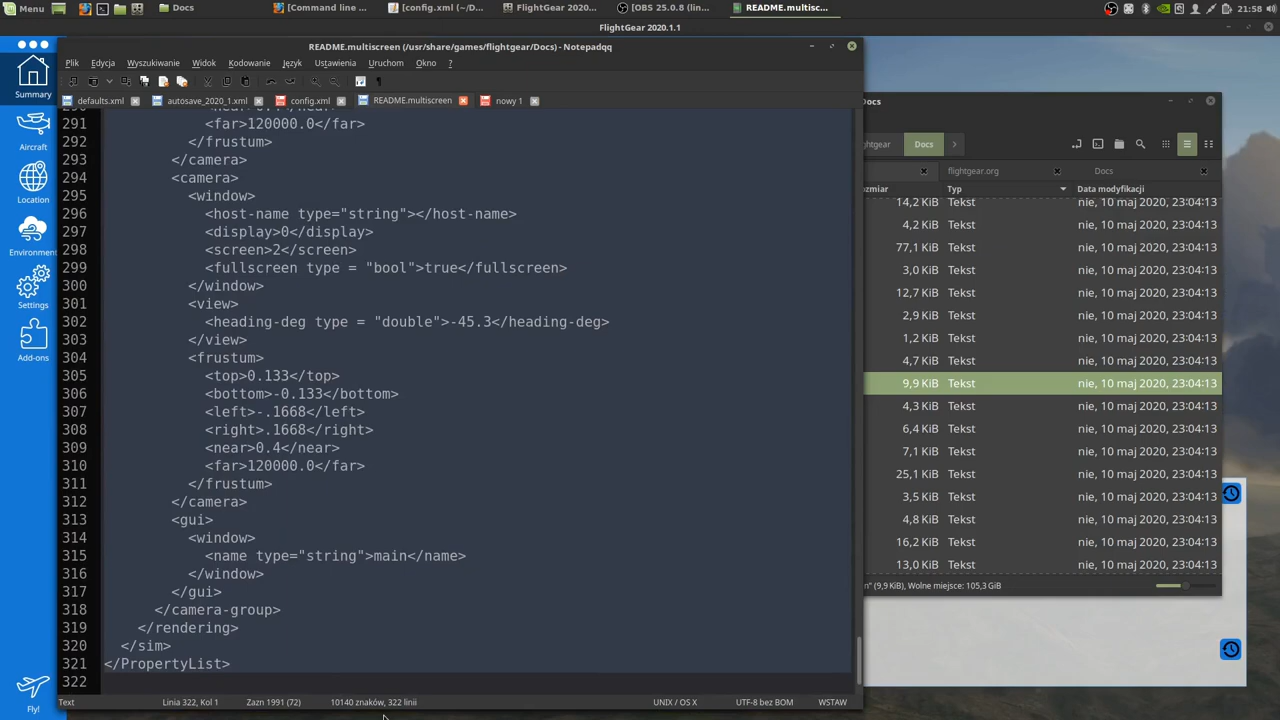 Menu
Docs
[Command line ...
[config.xml (~/D...
FlightGear 2020....
[OBS 25.0.8 (lin...
README.multisc...
21:58
FlightGear 2020.1.1
README.multiscreen (/usr/share/games/flightgear/Docs) - Notepadqq
Plik Edycja Wyszukiwanie Widok Kodowanie Język Ustawienia Uruchom Okno ?
defaults.xml
autosave_2020_1.xml
config.xml
README.multiscreen
nowy 1
291 <far>120000.0</far>
292 </frustum>
293 </camera>
294 <camera>
295 <window>
296 <host-name type="string"></host-name>
297 <display>0</display>
298 <screen>2</screen>
299 <fullscreen type = "bool">true</fullscreen>
300 </window>
301 <view>
302 <heading-deg type = "double">-45.3</heading-deg>
303 </view>
304 <frustum>
305 <top>0.133</top>
306 <bottom>-0.133</bottom>
307 <left>-.1668</left>
308 <right>.1668</right>
309 <near>0.4</near>
310 <far>120000.0</far>
311 </frustum>
312 </camera>
313 <gui>
314 <window>
315 <name type="string">main</name>
316 </window>
317 </gui>
318 </camera-group>
319 </rendering>
320 </sim>
321 </PropertyList>
322
Text
Linia 322, Kol 1
Zazn 1991 (72)
10140 znaków, 322 linii
UNIX / OS X
UTF-8 bez BOM
WSTAW
Summary
Aircraft
Location
Environmen
Settings
Add-ons
Fly!
Docs
htgear
Docs
flightgear.org
Docs
ozmiar Typ Data modyfikacji
14,2 KiB Tekst nie, 10 maj 2020, 23:04:13
4,2 KiB Tekst nie, 10 maj 2020, 23:04:13
77,1 KiB Tekst nie, 10 maj 2020, 23:04:13
3,0 KiB Tekst nie, 10 maj 2020, 23:04:13
12,7 KiB Tekst nie, 10 maj 2020, 23:04:13
2,9 KiB Tekst nie, 10 maj 2020, 23:04:13
1,2 KiB Tekst nie, 10 maj 2020, 23:04:13
4,7 KiB Tekst nie, 10 maj 2020, 23:04:13
9,9 KiB Tekst nie, 10 maj 2020, 23:04:13
4,3 KiB Tekst nie, 10 maj 2020, 23:04:13
6,4 KiB Tekst nie, 10 maj 2020, 23:04:13
7,1 KiB Tekst nie, 10 maj 2020, 23:04:13
25,1 KiB Tekst nie, 10 maj 2020, 23:04:13
3,5 KiB Tekst nie, 10 maj 2020, 23:04:13
4,8 KiB Tekst nie, 10 maj 2020, 23:04:13
16,2 KiB Tekst nie, 10 maj 2020, 23:04:13
13,0 KiB Tekst nie, 10 maj 2020, 23:04:13
n" (9,9 KiB), Wolne miejsce: 105,3 GiB